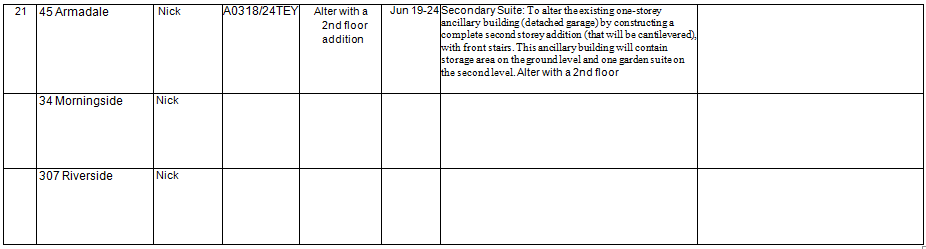 21 45 Armadale Nick A0318/24TEY Alter with a Jun 19-24 Secondary Suite: To alter the existing one-storey
2nd floor ancillary building (detached garage) by constructing a
addition complete second storey addition (that will be cantilevered),
with front stairs. This ancillary building will contain
storage area on the ground level and one garden suite on
the second level. Alter with a 2nd floor
34 Morningside Nick
307 Riverside Nick